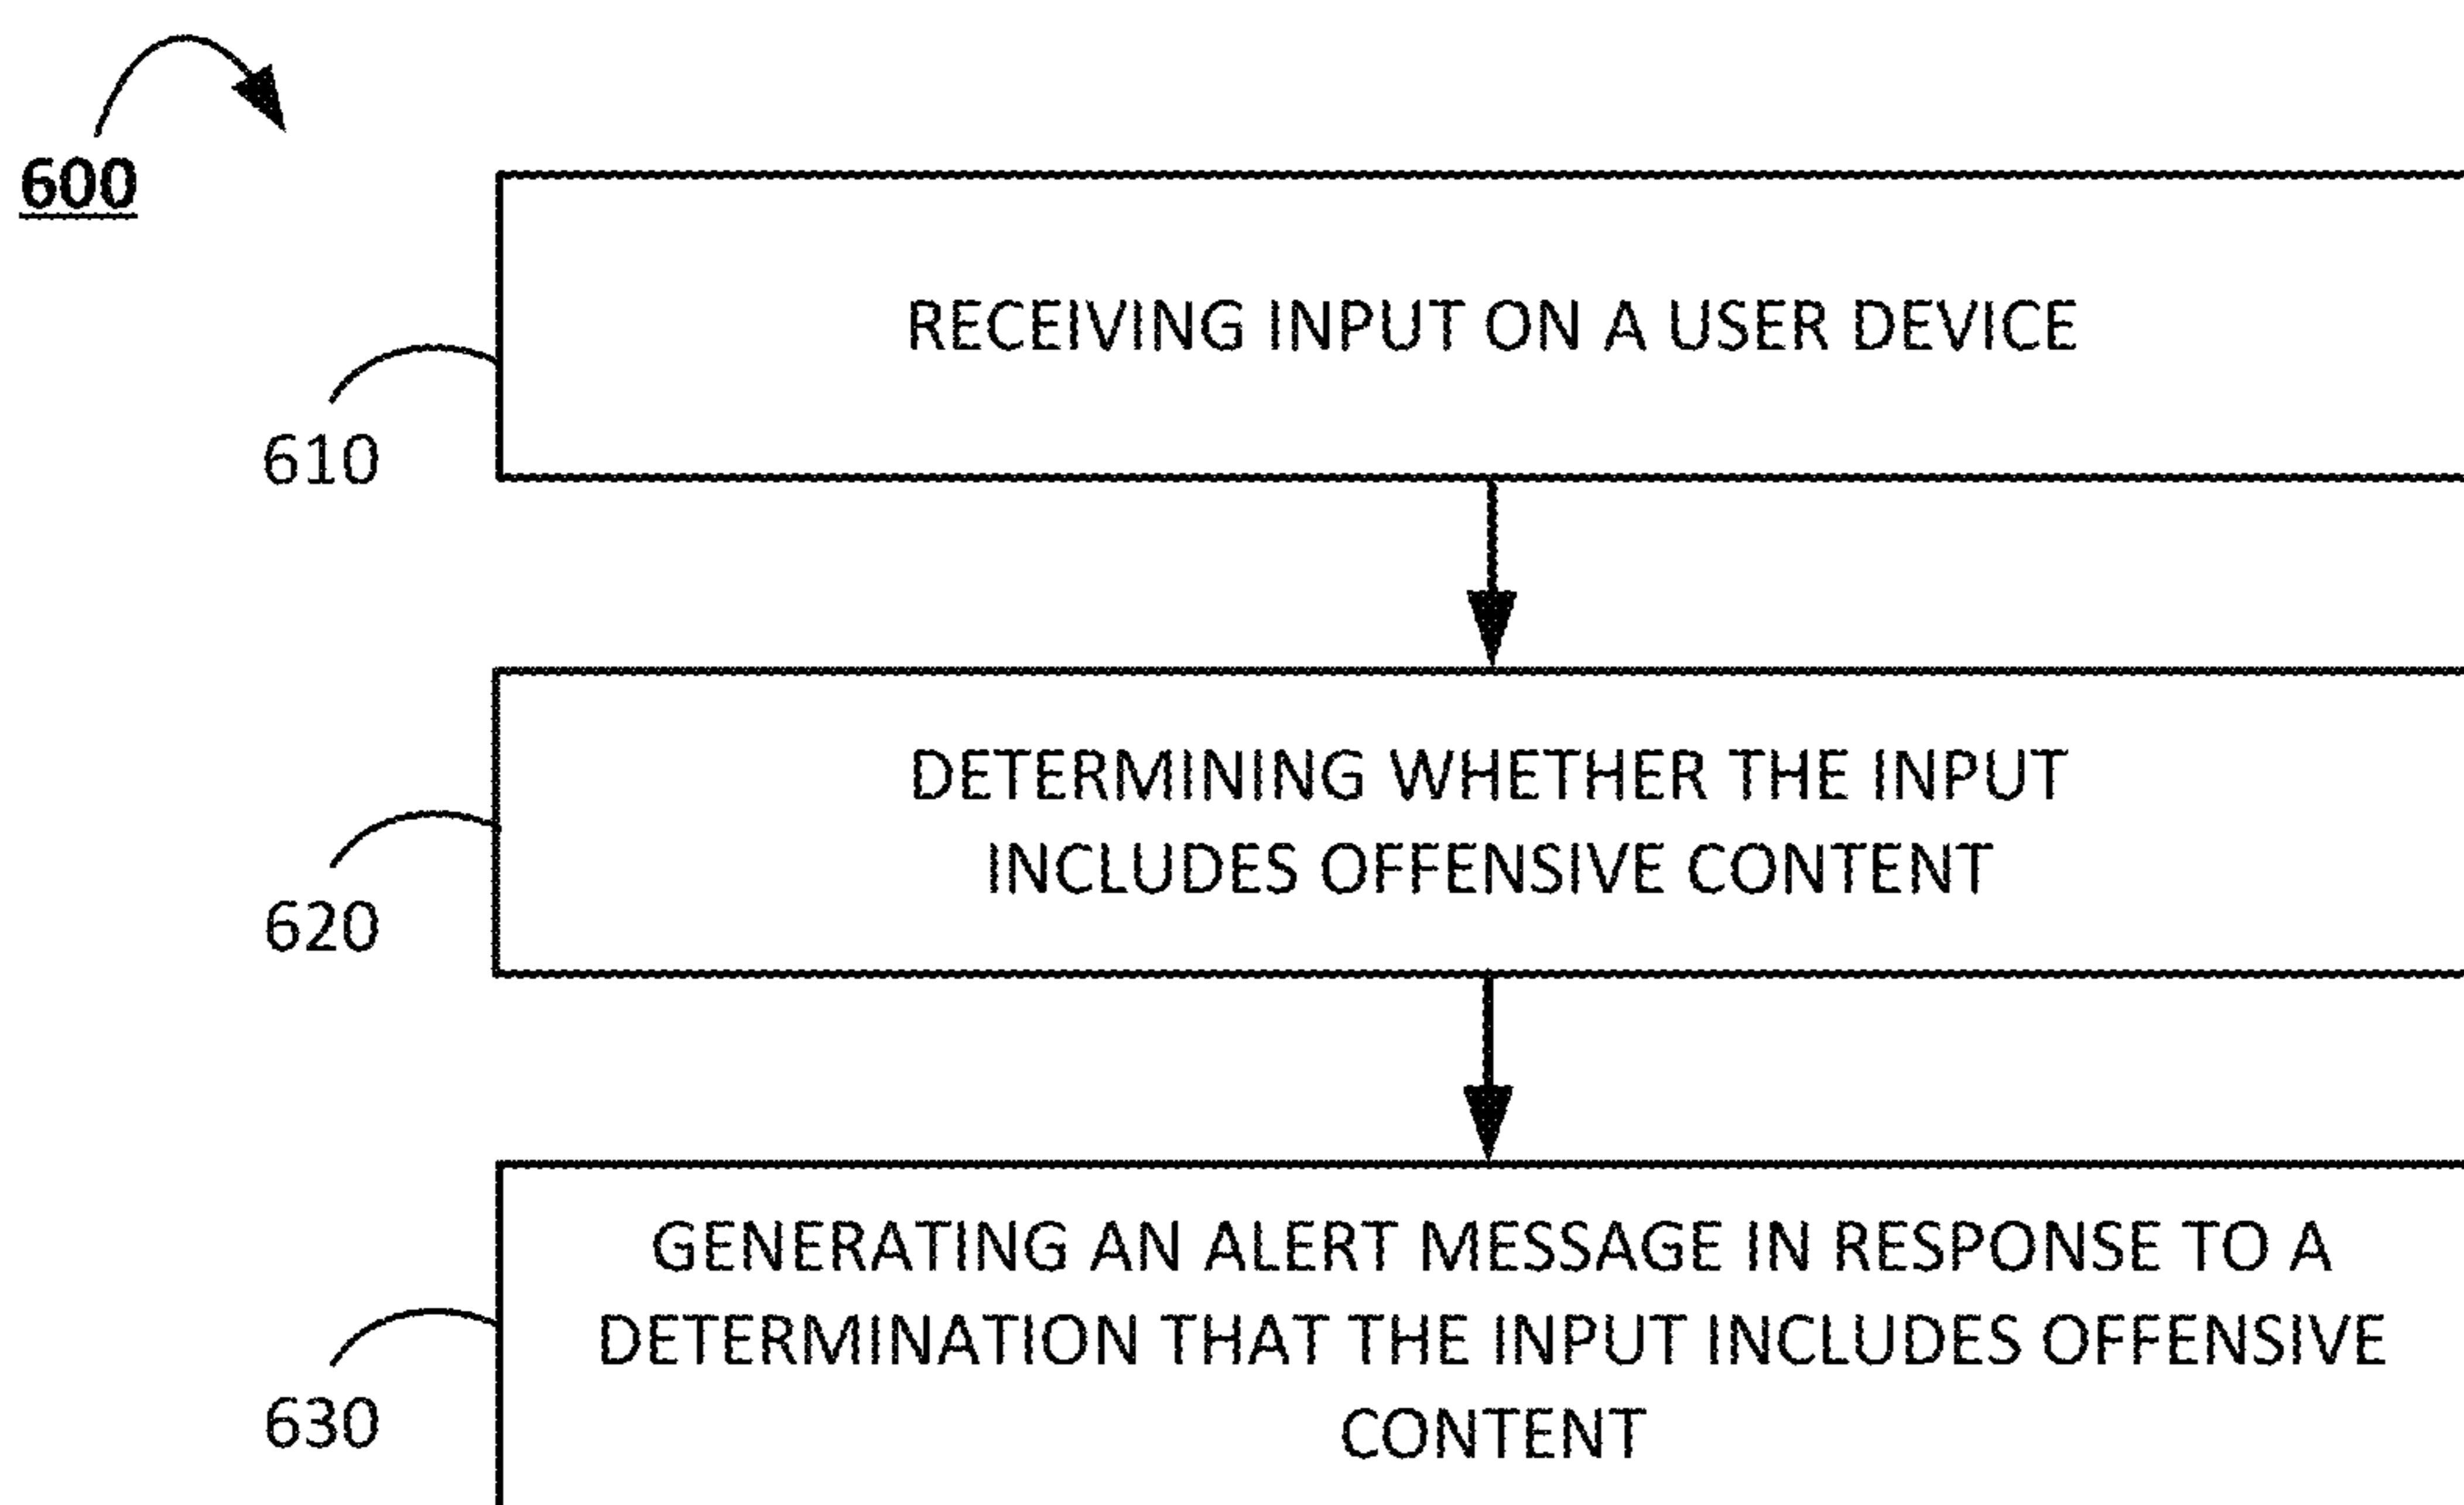 600
RECEIVING INPUT ON A USER DEVICE
610
DETERMINING WHETHER THE INPUT
INCLUDES OFFENSIVE CONTENT
620
GENERATING AN ALERT MESSAGE IN RESPONSE TO A
DETERMINATION THAT THE INPUT INCLUDES OFFENSIVE
CONTENT
630